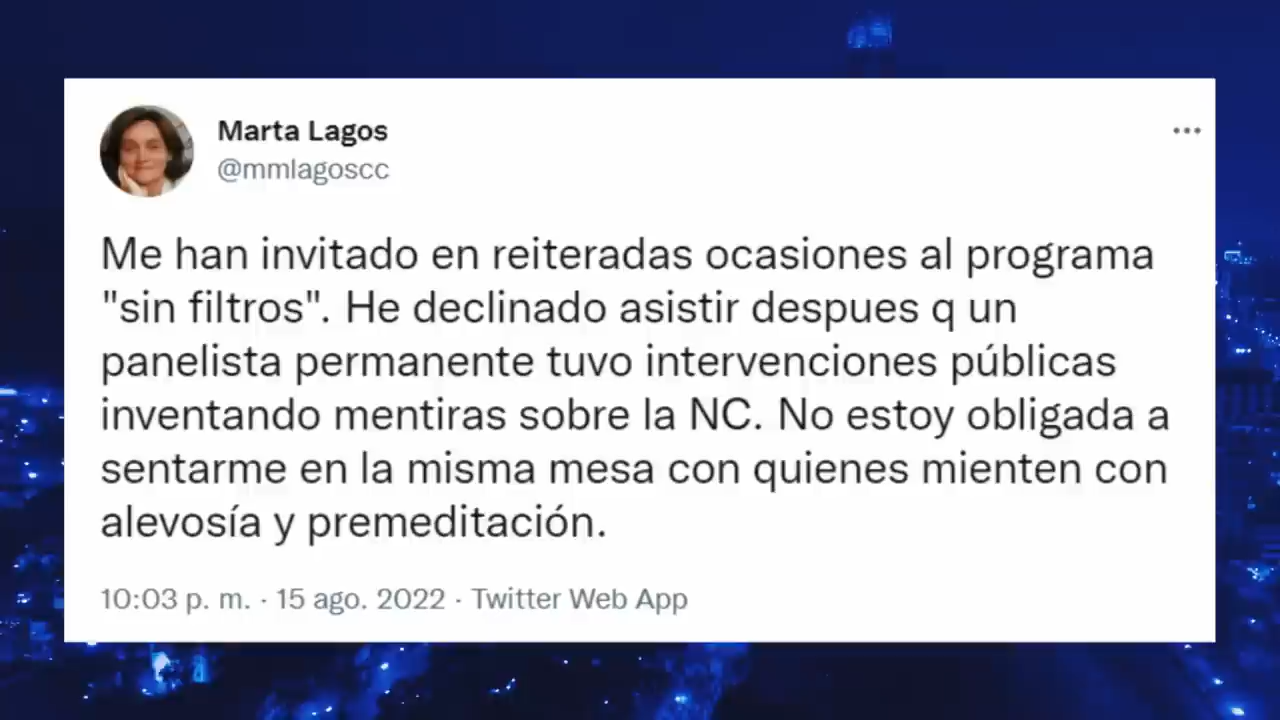 Marta Lagos
@mmlagoscc
Me han invitado en reiteradas ocasiones al programa
"sin filtros". He declinado asistir despues q un
panelista permanente tuvo intervenciones públicas
inventando mentiras sobre la NC. No estoy obligada a
sentarme en la misma mesa con quienes mienten con
alevosía y premeditación.
10:03 p. m. · 15 ago. 2022 · Twitter Web App